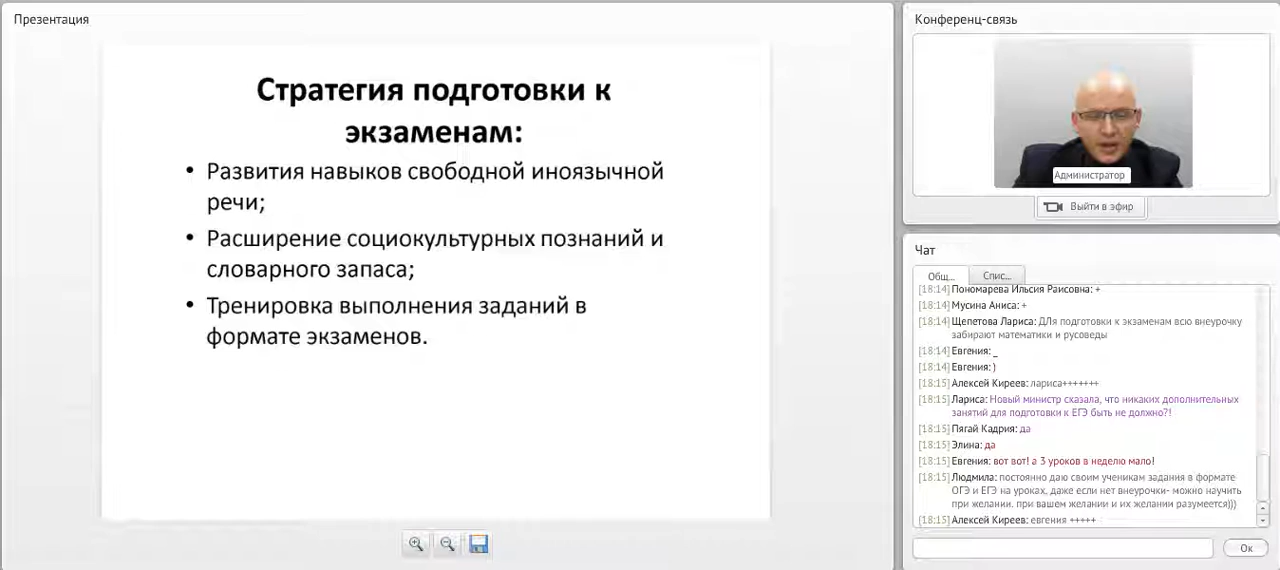 Презентация
Стратегия подготовки к
экзаменам:
• Развития навыков свободной иноязычной
речи;
• Расширение социокультурных познаний и
словарного запаса;
• Тренировка выполнения заданий в
формате экзаменов.
Конференц-связь
Администратор
Выйти в эфир
Чат
Общ...
Спис...
[18:14] Пономарева Ильсия Раисовна: +
[18:14] Мусина Аниса: +
[18:14] Щепетова Лариса: ДЛя подготовки к экзаменам всю внеурочку
забирают математики и русоведы
[18:14] Евгения: _
[18:14] Евгения: )
[18:15] Алексей Киреев: лариса+++++++
[18:15] Лариса: Новый министр сказала, что никаких дополнительных
занятий для подготовки к ЕГЭ быть не должно?!
[18:15] Пягай Кадрия: да
[18:15] Элина: да
[18:15] Евгения: вот вот! а 3 уроков в неделю мало!
[18:15] Людмила: постоянно даю своим ученикам задания в формате
ОГЭ и ЕГЭ на уроках, даже если нет внеурочки- можно научить
при желании. при вашем желании и их желании разумеется)))
[18:15] Алексей Киреев: евгения +++++
Ок